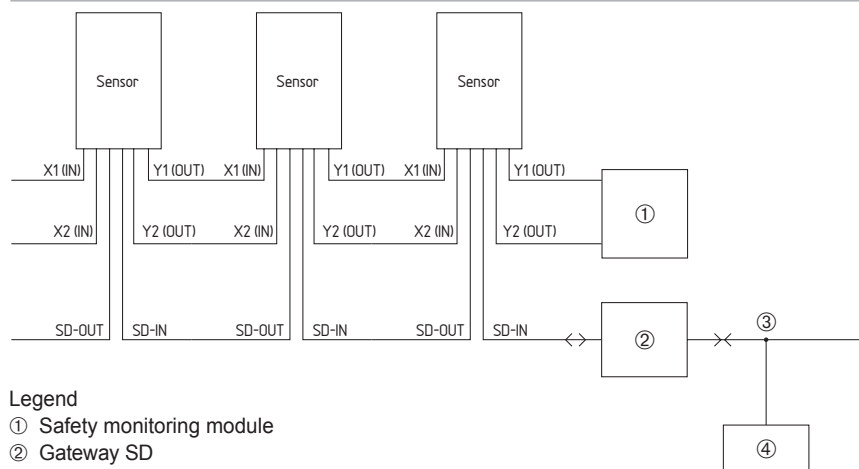 Sensor Sensor Sensor
X1 (IN) Y1 (OUT) X1 (IN) Y1 (OUT) X1 (IN) Y1 (OUT)
①
X2 (IN) Y2 (OUT) X2 (IN) Y2 (OUT) X2 (IN) Y2 (OUT)
③
SD-OUT SD-IN SD-OUT SD-IN SD-OUT SD-IN
②
Legend
① Safety monitoring module
② Gateway SD
④